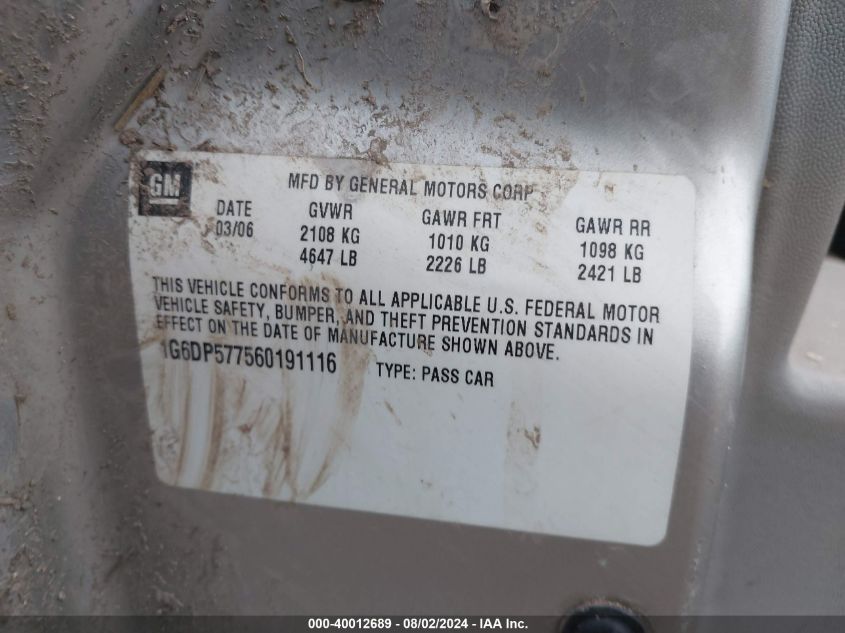 GM
MFD BY GENERAL MOTORS CORP
DATE GVWR GAWR FRT GAWR RR
03/06 2108 KG 1010 KG 1098 KG
4647 LB 2226 LB 2421 LB
THIS VEHICLE CONFORMS TO ALL APPLICABLE U.S. FEDERAL MOTOR
VEHICLE SAFETY, BUMPER, AND THEFT PREVENTION STANDARDS IN
EFFECT ON THE DATE OF MANUFACTURE SHOWN ABOVE.
1G6DP577560191116 TYPE: PASS CAR
000-40012689 - 08/02/2024 - IAA Inc.